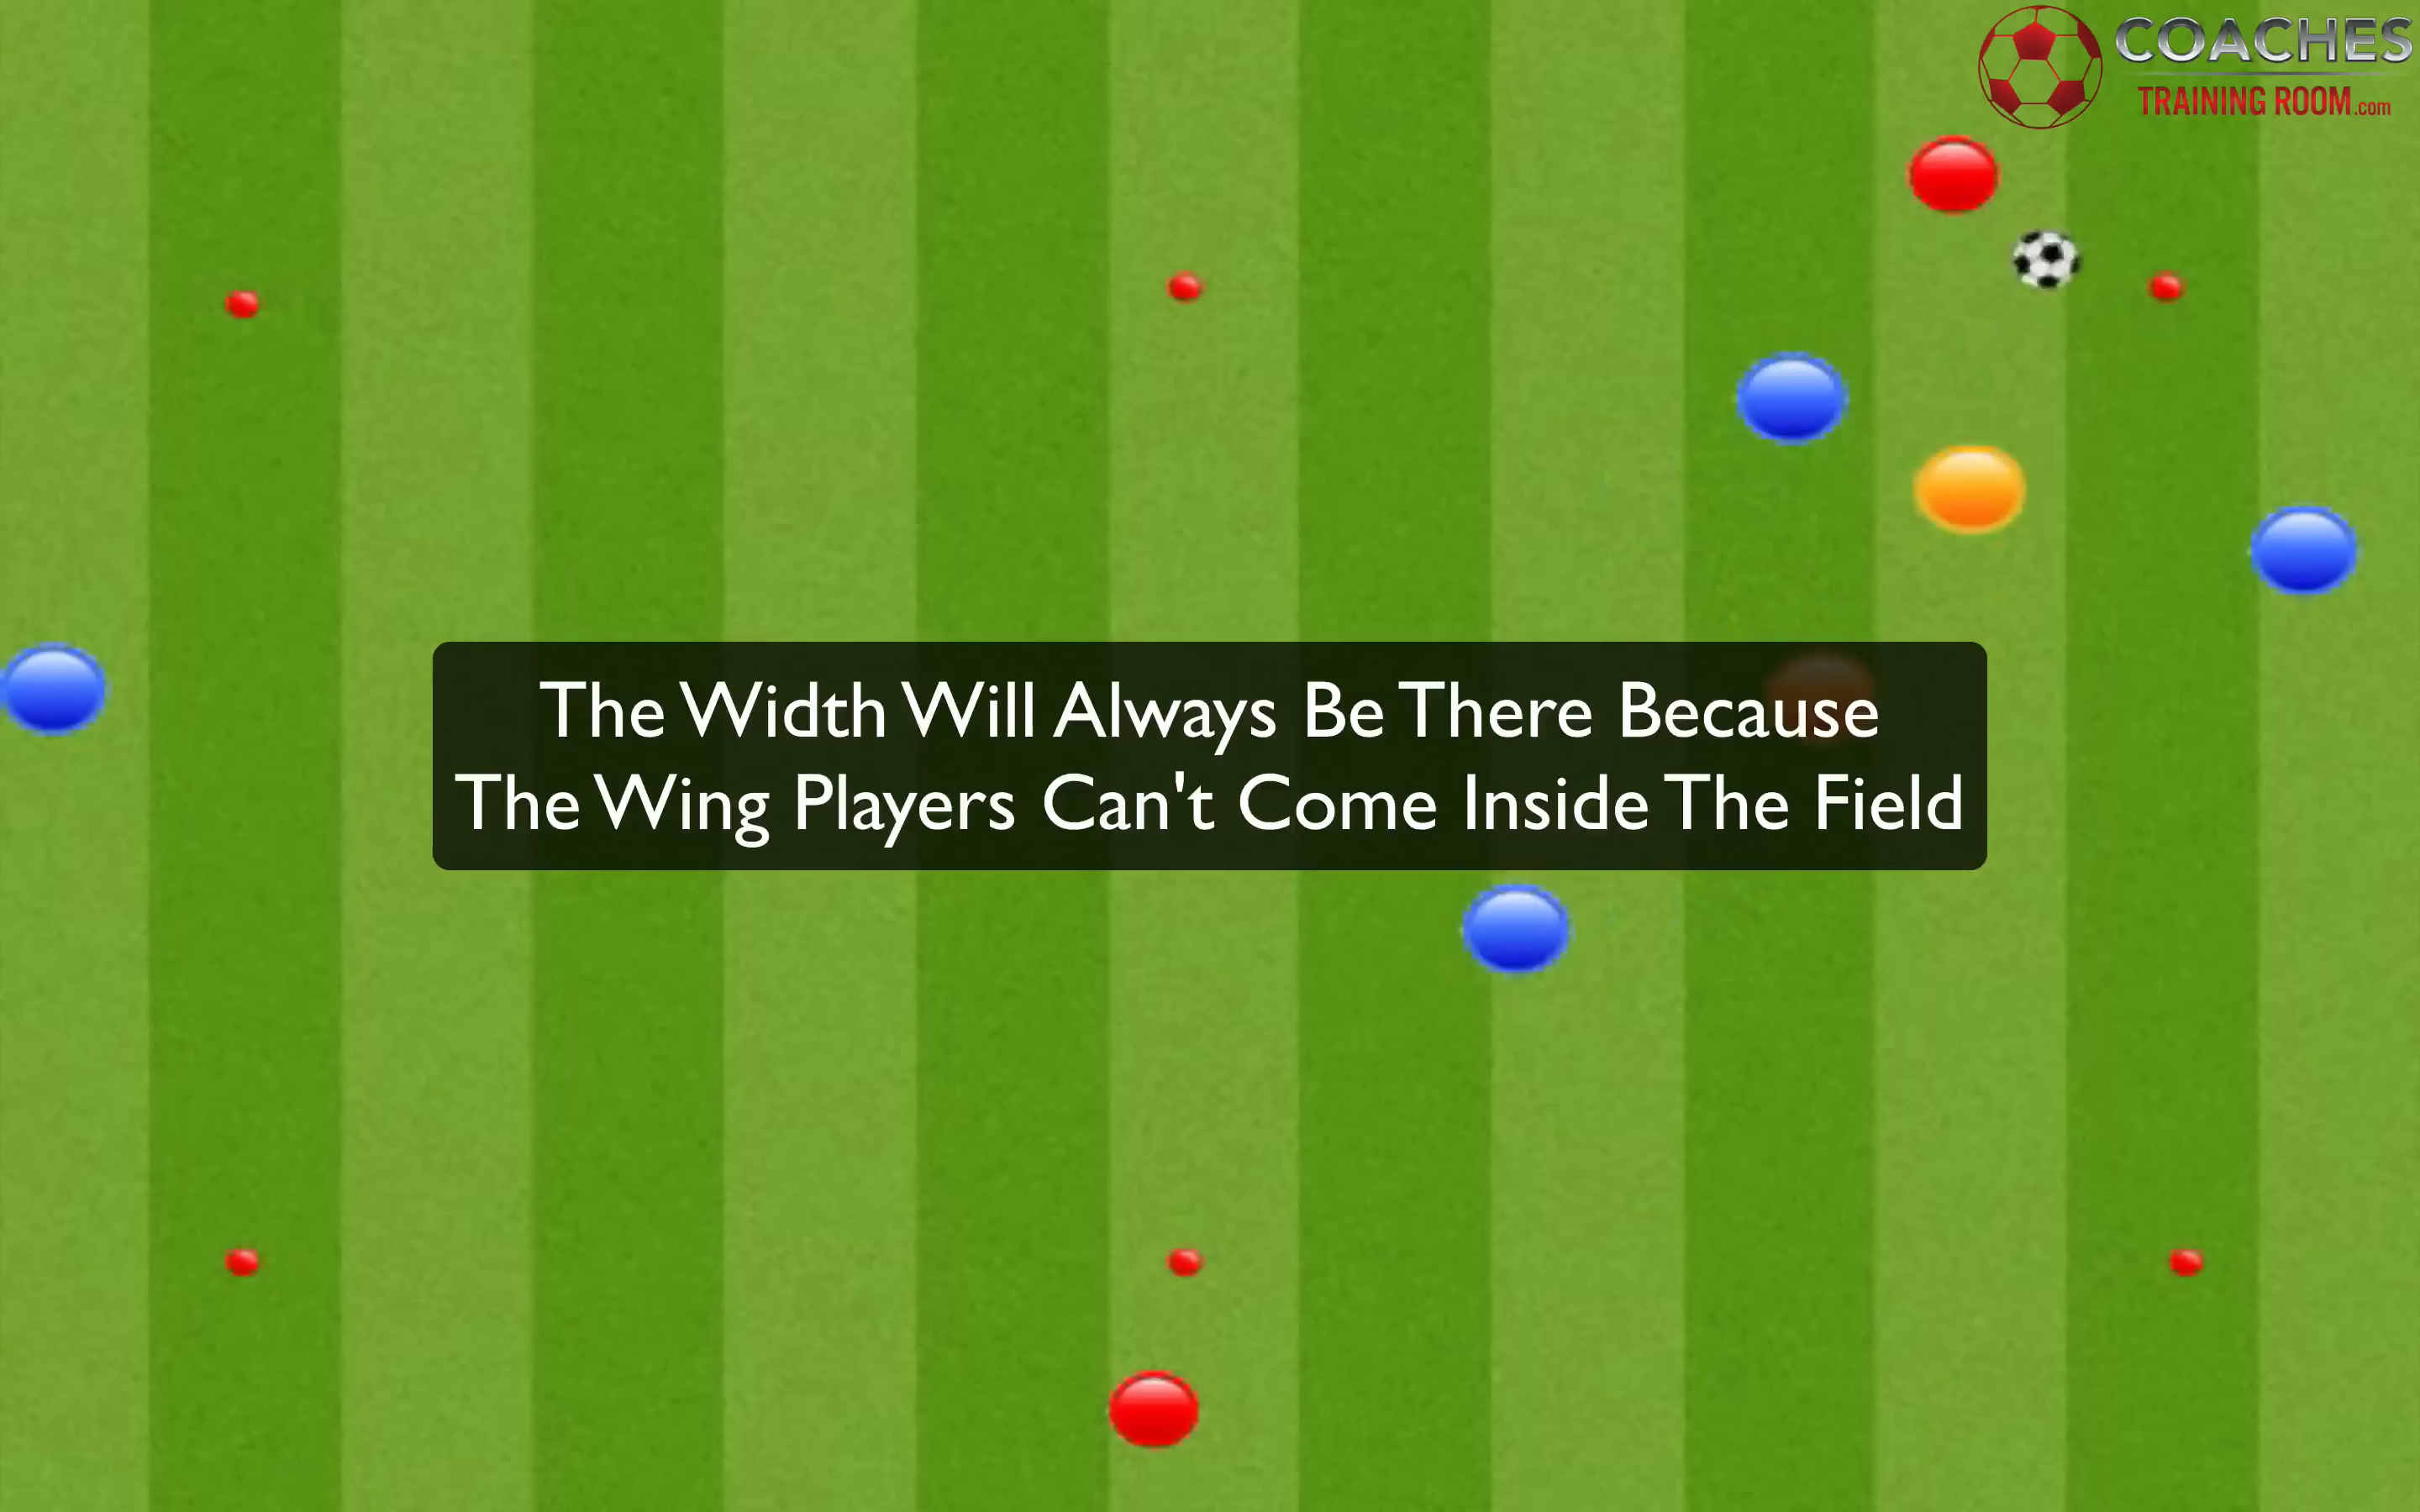 COACHES
TRAINING ROOM.com
The Width Will Always Be There Because
The Wing Players Can't Come Inside The Field